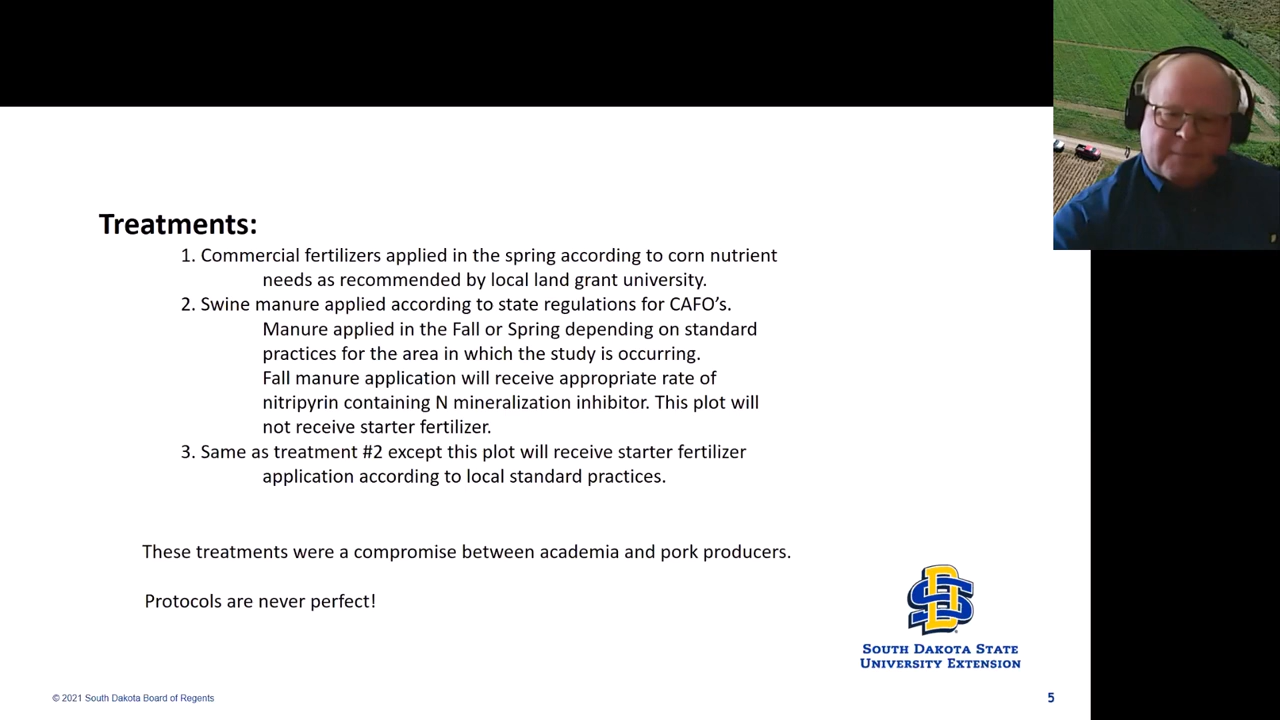 Treatments:
1. Commercial fertilizers applied in the spring according to corn nutrient
needs as recommended by local land grant university.
2. Swine manure applied according to state regulations for CAFO’s.
Manure applied in the Fall or Spring depending on standard
practices for the area in which the study is occurring.
Fall manure application will receive appropriate rate of
nitripyrin containing N mineralization inhibitor. This plot will
not receive starter fertilizer.
3. Same as treatment #2 except this plot will receive starter fertilizer
application according to local standard practices.
These treatments were a compromise between academia and pork producers.
Protocols are never perfect!
SOUTH DAKOTA STATE
UNIVERSITY EXTENSION
© 2021 South Dakota Board of Regents
5